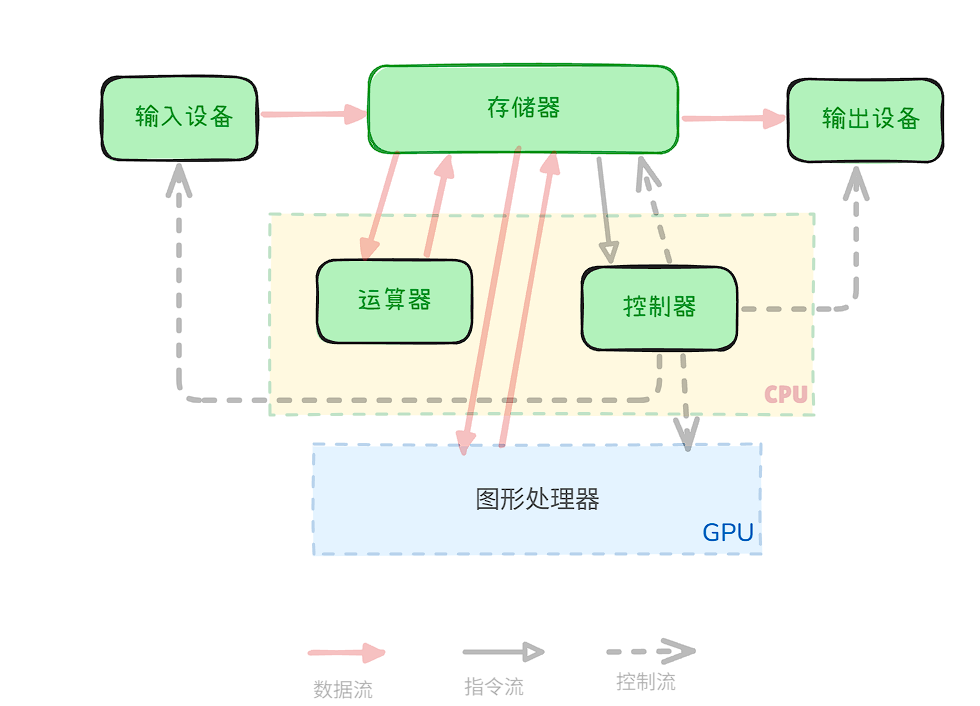 输入设备
存储器
输出设备
运算器
控制器
CPU
图形处理器
GPU
数据流
指令流
控制流